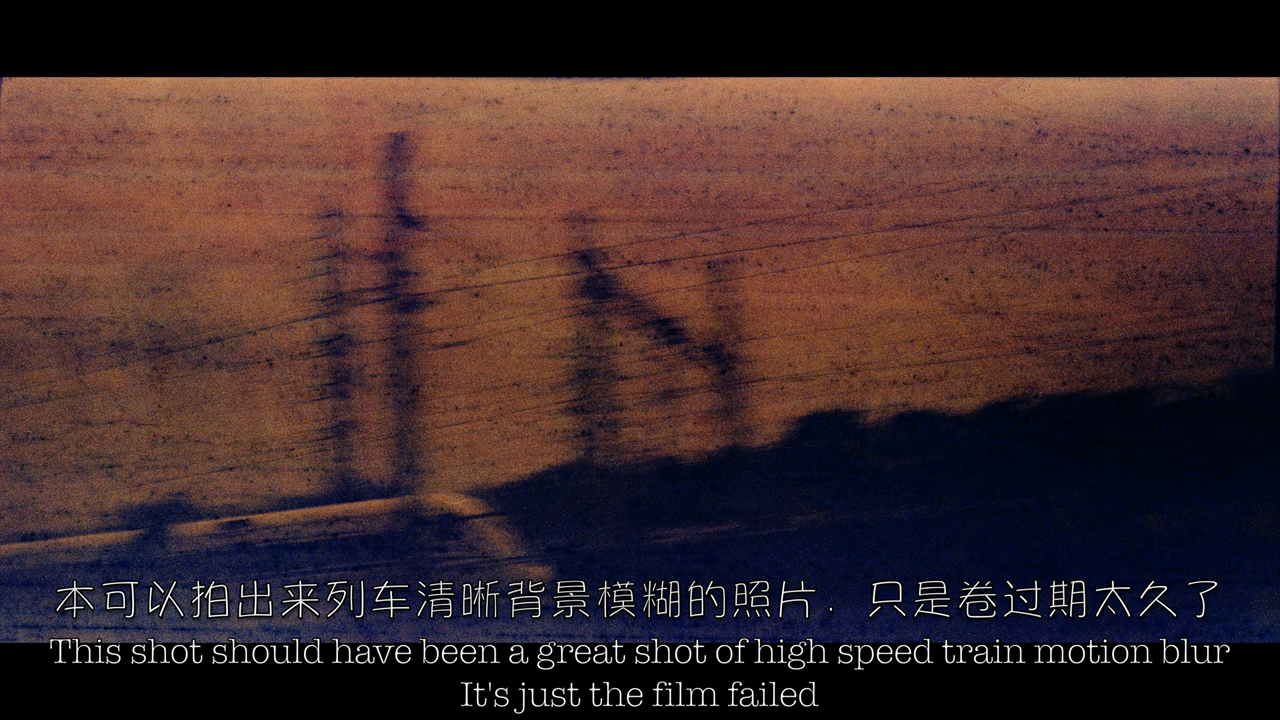 本可以拍出来列车清晰背景模糊的照片．只是卷过期太久了
This shot should have been a great shot of high speed train motion blur
It's just the film failed